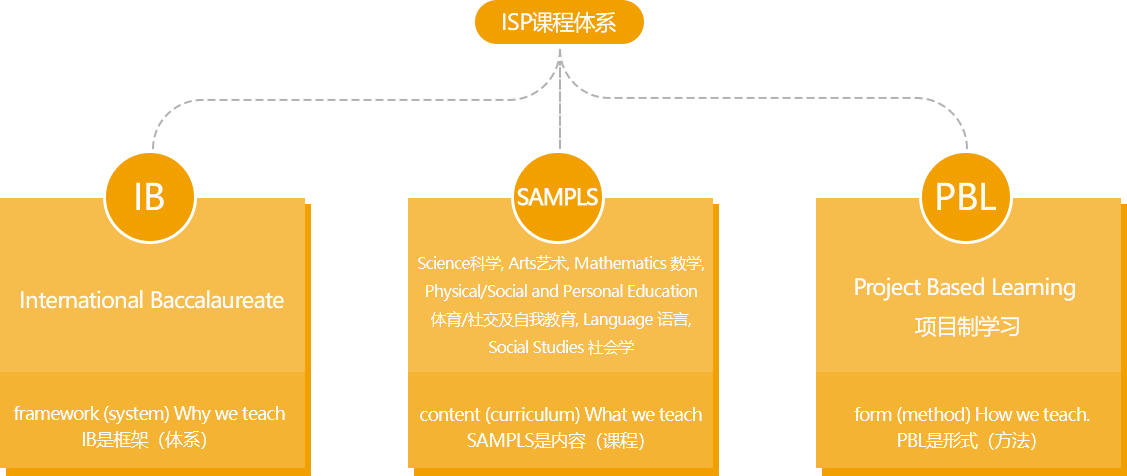 ISP课程体系
IB
International Baccalaureate
framework (system) Why we teach
IB是框架（体系）
SAMPLS
Science科学, Arts艺术, Mathematics 数学,
Physical/Social and Personal Education
体育/社交及自我教育, Language 语言,
Social Studies 社会学
content (curriculum) What we teach
SAMPLS是内容（课程）
PBL
Project Based Learning
项目制学习
form (method) How we teach.
PBL是形式（方法）